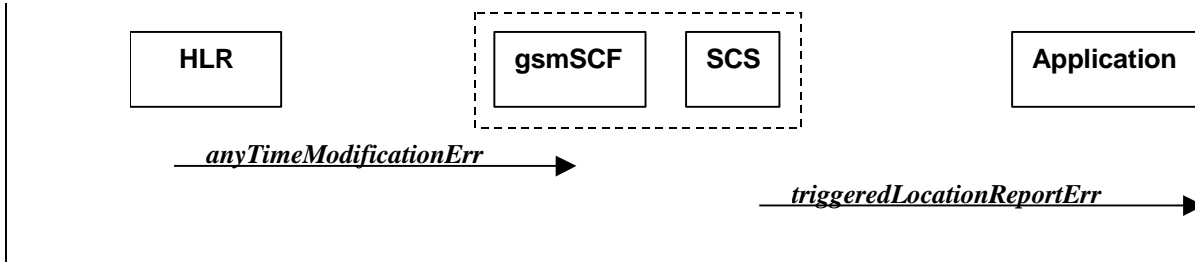 HLR
gsmSCF
SCS
Application
anyTimeModificationErr
triggeredLocationReportErr